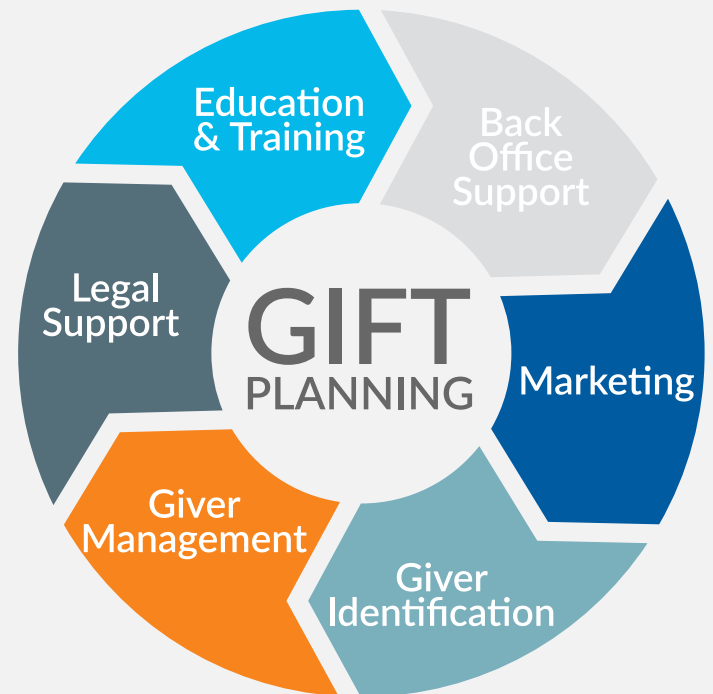 Education
& Training
Back
Office
Support
Marketing
Giver
Identification
Giver
Management
Legal
Support
GIFT
PLANNING